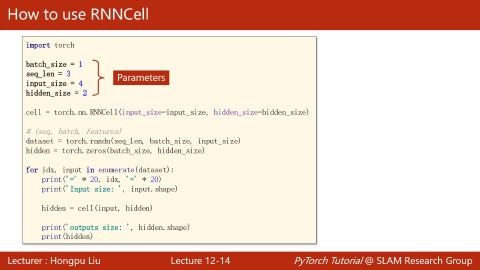 How to use RNNCell
import torch
batch_size = 1
seq_len = 3
input_size = 4
hidden_size = 2
Parameters
cell = torch.nn.RNNCell(input_size=input_size, hidden_size=hidden_size)
# (seq, batch, features)
dataset = torch.randn(seq_len, batch_size, input_size)
hidden = torch.zeros(batch_size, hidden_size)
for idx, input in enumerate(dataset):
print('=' * 20, idx, '=' * 20)
print('Input size: ', input.shape)
hidden = cell(input, hidden)
print('outputs size: ', hidden.shape)
print(hidden)
Lecturer : Hongpu Liu
Lecture 12-14
PyTorch Tutorial @ SLAM Research Group